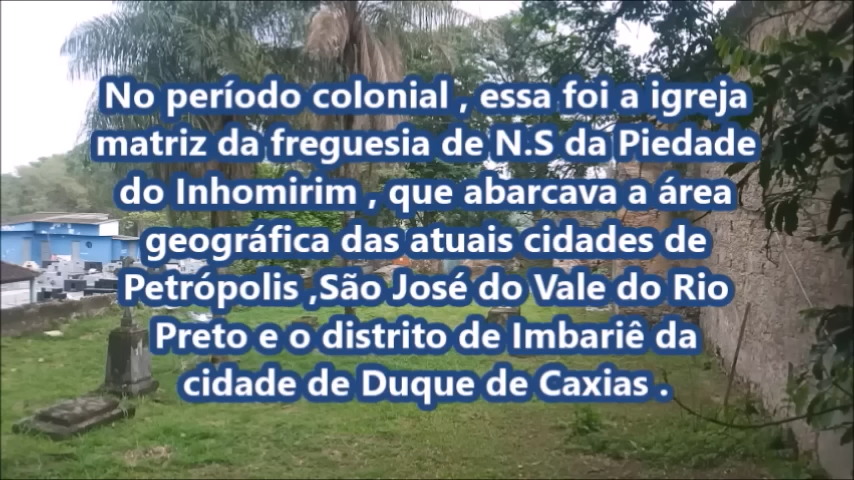 No período colonial , essa foi a igreja
matriz da freguesia de N.S da Piedade
do Inhomirim , que abarcava a área
geográfica das atuais cidades de
Petrópolis ,São José do Vale do Rio
Preto e o distrito de Imbariê da
cidade de Duque de Caxias .